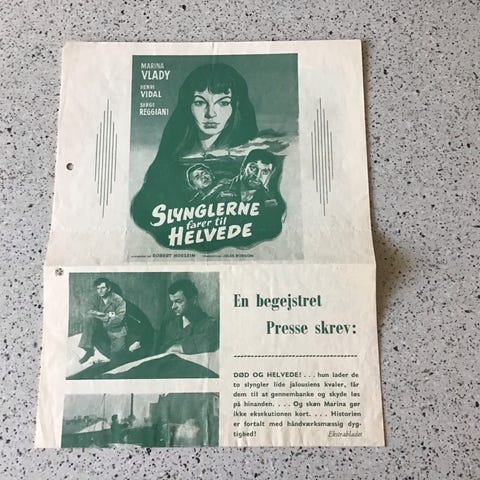 MARINA
VLADY
HENRI
VIDAL
SERGE
REGGIANI
SLYNGLERNE
farer til
HELVEDE
ROBERT HOSSEIN
JULES BORKON
En begejstret
Presse skrev:
DØD OG HELVEDE! . . . hun lader de
to slyngler lide jalousiens kvaler, får
dem til at gennembanke og skyde løs
på hinanden. . . . Og skøn Marina gør
ikke eksekutionen kort. . . . Historien
er fortalt med håndværksmæssig dyg-
tighed! Ekstrabladet